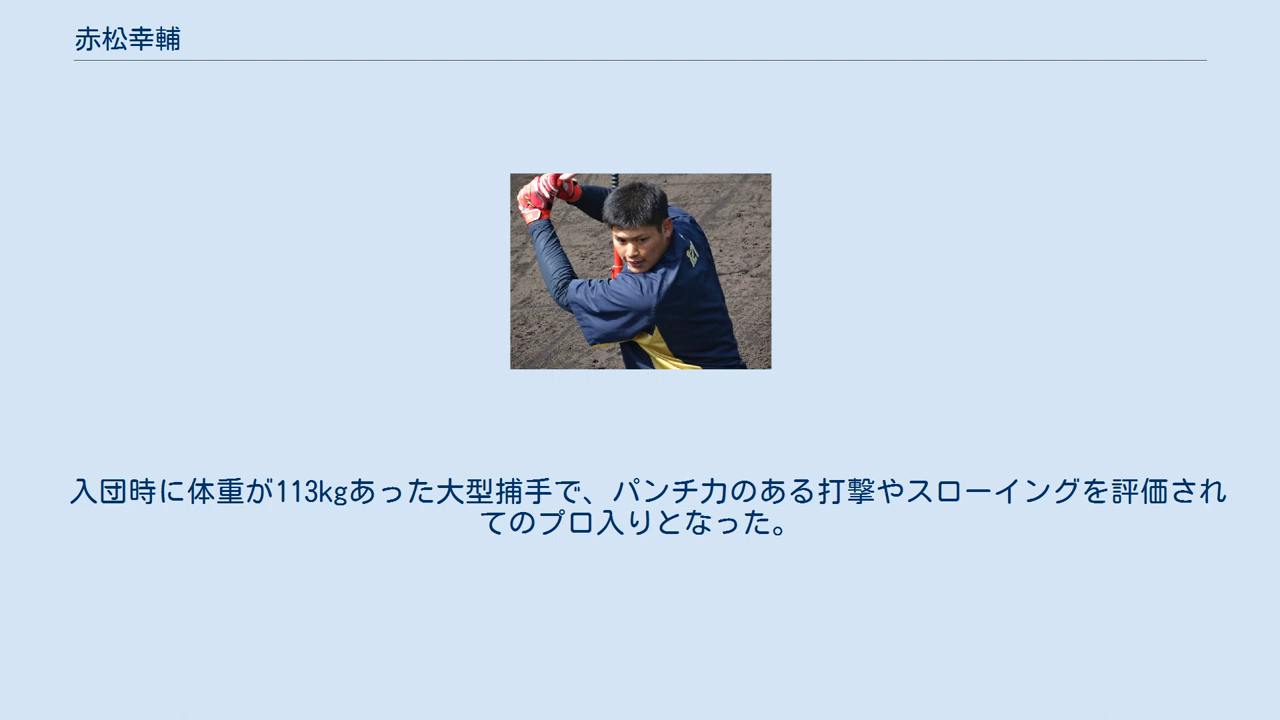 赤松幸輔
入団時に体重が113kgあった大型捕手で、パンチ力のある打撃やスローイングを評価され
てのプロ入りとなった。